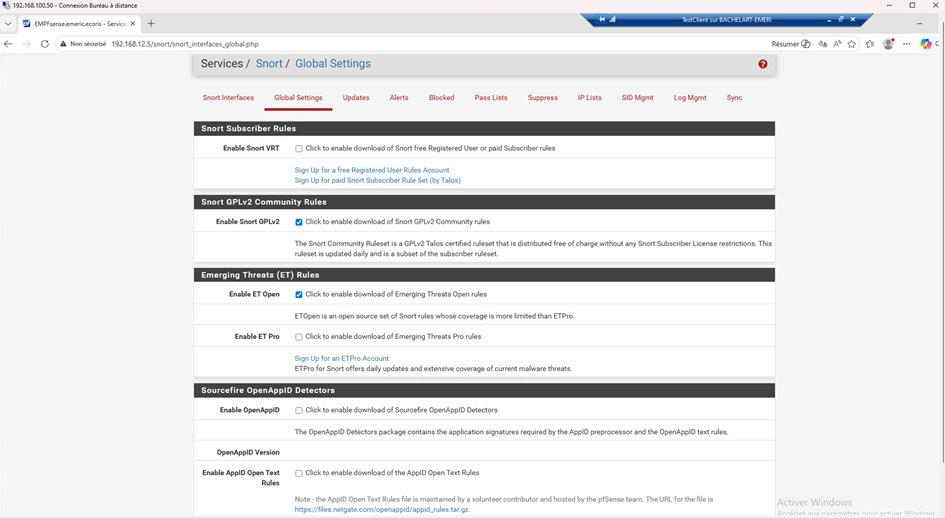 192.168.100.50 - Connexion Bureau à distance
EMPFsense.emeric.ecoris - Service
TestClient sur BACHELART-EMERI
Non sécurisé 192.168.12.5/snort/snort_interfaces_global.php
Résumer
Services / Snort / Global Settings
Snort Interfaces Global Settings Updates Alerts Blocked Pass Lists Suppress IP Lists SID Mgmt Log Mgmt Sync
Snort Subscriber Rules
Enable Snort VRT Click to enable download of Snort free Registered User or paid Subscriber rules
Sign Up for a free Registered User Rules Account
Sign Up for paid Snort Subscriber Rule Set (by Talos)
Snort GPLv2 Community Rules
Enable Snort GPLv2 Click to enable download of Snort GPLv2 Community rules
The Snort Community Ruleset is a GPLv2 Talos certified ruleset that is distributed free of charge without any Snort Subscriber License restrictions. This
ruleset is updated daily and is a subset of the subscriber ruleset.
Emerging Threats (ET) Rules
Enable ET Open Click to enable download of Emerging Threats Open rules
ETOpen is an open source set of Snort rules whose coverage is more limited than ETPro.
Enable ET Pro Click to enable download of Emerging Threats Pro rules
Sign Up for an ETPro Account
ETPro for Snort offers daily updates and extensive coverage of current malware threats.
Sourcefire OpenAppID Detectors
Enable OpenAppID Click to enable download of Sourcefire OpenAppID Detectors
The OpenAppID Detectors package contains the application signatures required by the AppID preprocessor and the OpenAppID text rules.
OpenAppID Version
Enable AppID Open Text Click to enable download of the AppID Open Text Rules
Rules
Note - the AppID Open Text Rules file is maintained by a volunteer contributor and hosted by the pfSense team. The URL for the file is
https://files.netgate.com/openappid/appid_rules.tar.gz.
Activer Windows
Accédez aux paramètres pour activer Windows